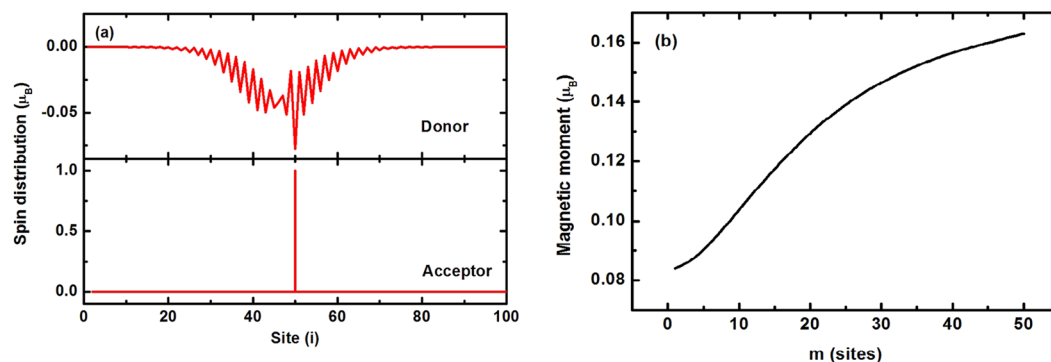 (a)
0.00
-0.05
Donor
1.0
0.5
0.0
Acceptor
0 20 40 60 80 100
Site (i)
Spin distribution (μB)
(b)
0.16
0.14
0.12
0.10
0.08
0 10 20 30 40 50
m (sites)
Magnetic moment (μB)